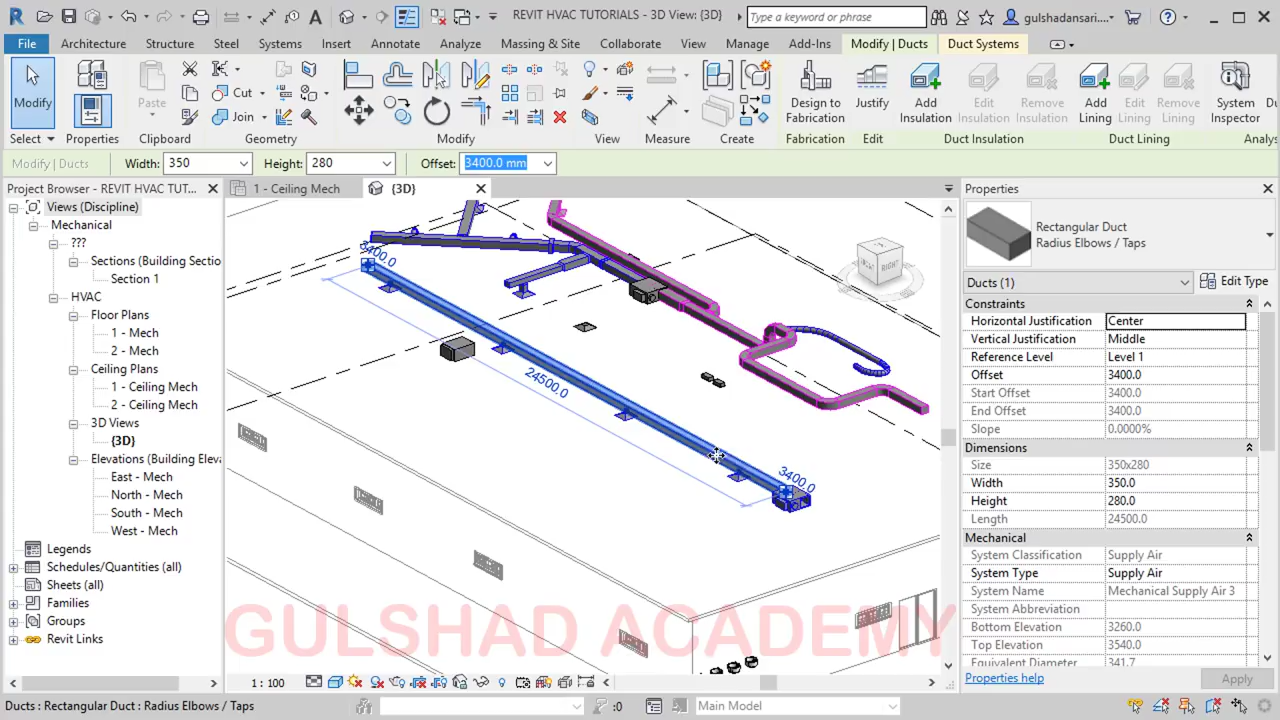 REVIT HVAC TUTORIALS - 3D View: {3D}
Type a keyword or phrase
gulshadansari....
File
Architecture
Structure
Steel
Systems
Insert
Annotate
Analyze
Massing & Site
Collaborate
View
Manage
Add-Ins
Modify | Ducts
Duct Systems
Modify
Properties
Paste
Cut
Join
Design to
Fabrication
Justify
Add
Insulation
Edit
Insulation
Remove
Insulation
Add
Lining
Edit
Lining
Remove
Lining
System
Inspector
Du
Select
Properties
Clipboard
Geometry
Modify
View
Measure
Create
Fabrication
Edit
Duct Insulation
Duct Lining
Analys
Modify | Ducts
Width: 350
Height: 280
Offset: 3400.0 mm
Project Browser - REVIT HVAC TUT...
Views (Discipline)
Mechanical
???
Sections (Building Sectio
Section 1
HVAC
Floor Plans
1 - Mech
2 - Mech
Ceiling Plans
1 - Ceiling Mech
2 - Ceiling Mech
3D Views
{3D}
Elevations (Building Eleva
East - Mech
North - Mech
South - Mech
West - Mech
Legends
Schedules/Quantities (all)
Sheets (all)
Families
Groups
Revit Links
1 - Ceiling Mech
{3D}
3400.0
24500.0
3400.0
RIGHT
GULSHAD ACADEMY
1 : 100
Properties
Rectangular Duct
Radius Elbows / Taps
Ducts (1)
Edit Type
Constraints
Horizontal Justification Center
Vertical Justification Middle
Reference Level Level 1
Offset 3400.0
Start Offset 3400.0
End Offset 3400.0
Slope 0.0000%
Dimensions
Size 350x280
Width 350.0
Height 280.0
Length 24500.0
Mechanical
System Classification Supply Air
System Type Supply Air
System Name Mechanical Supply Air 3
System Abbreviation
Bottom Elevation 3260.0
Top Elevation 3540.0
Equivalent Diameter 341.7
Properties help
Apply
Ducts : Rectangular Duct : Radius Elbows / Taps
:0
Main Model